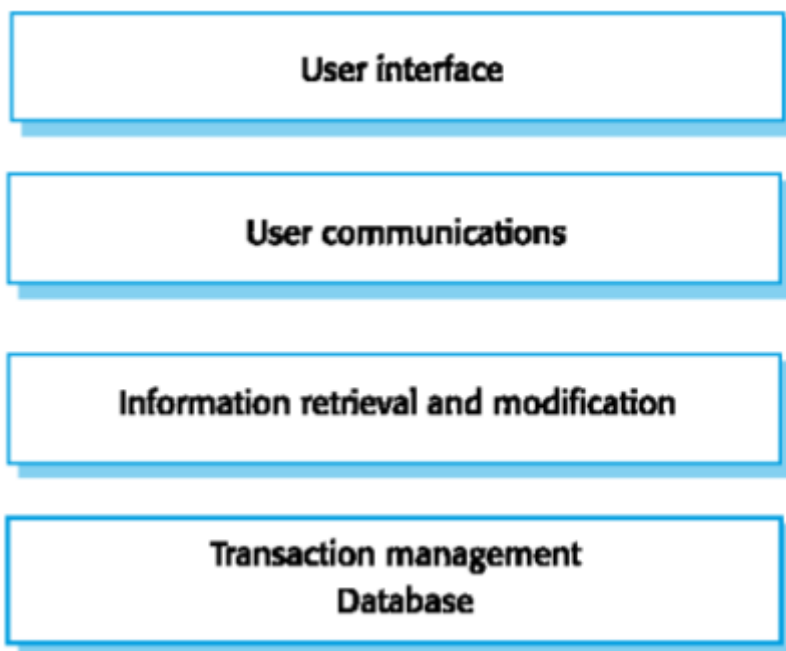 User interface
User communications
Information retrieval and modification
Transaction management
Database